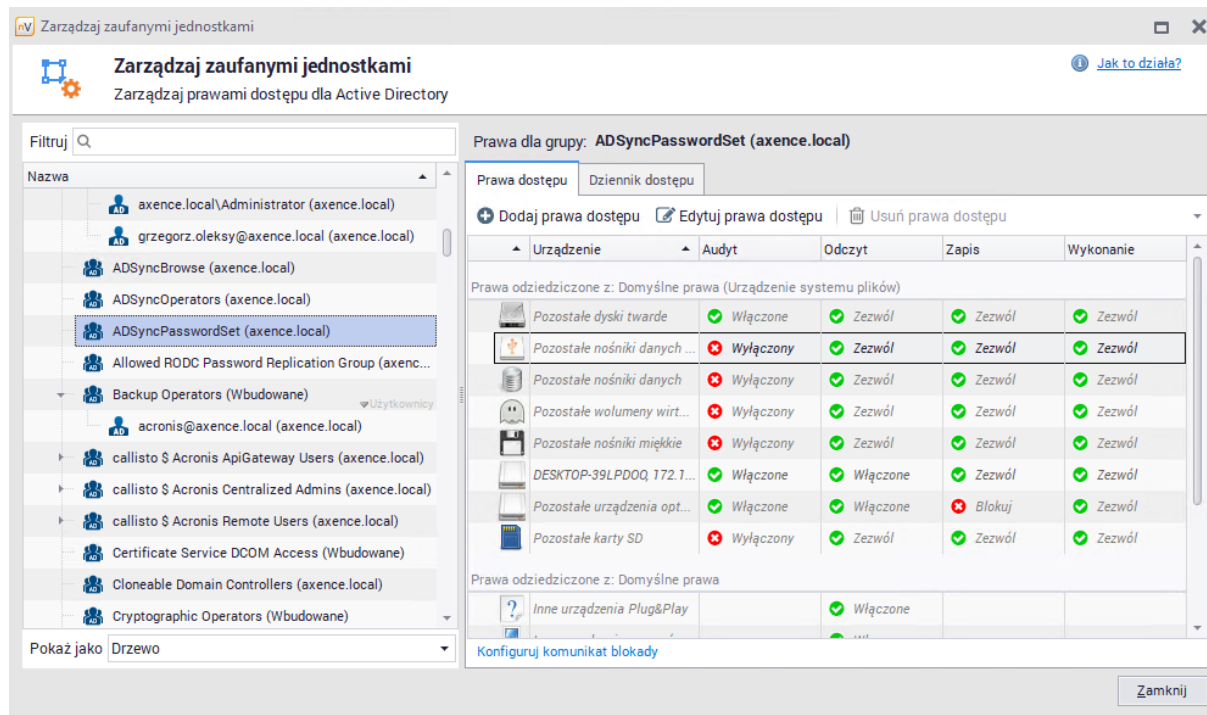 nV Zarządzaj zaufanymi jednostkami
Zarządzaj zaufanymi jednostkami
Zarządzaj prawami dostępu dla Active Directory
Jak to działa?
Filtruj
Nazwa
axence.local\Administrator (axence.local)
grzegorz.oleksy@axence.local (axence.local)
ADSyncBrowse (axence.local)
ADSyncOperators (axence.local)
ADSyncPasswordSet (axence.local)
Allowed RODC Password Replication Group (axenc...
Backup Operators (Wbudowane)
Użytkownicy
acronis@axence.local (axence.local)
callisto $ Acronis ApiGateway Users (axence.local)
callisto $ Acronis Centralized Admins (axence.local)
callisto $ Acronis Remote Users (axence.local)
Certificate Service DCOM Access (Wbudowane)
Cloneable Domain Controllers (axence.local)
Cryptographic Operators (Wbudowane)
Pokaż jako Drzewo
Prawa dla grupy: ADSyncPasswordSet (axence.local)
Prawa dostępu Dziennik dostępu
Dodaj prawa dostępu Edytuj prawa dostępu Usuń prawa dostępu
Urządzenie Audyt Odczyt Zapis Wykonanie
Prawa odziedziczone z: Domyślne prawa (Urządzenie systemu plików)
Pozostałe dyski twarde Włączone Zezwól Zezwól Zezwól
Pozostałe nośniki danych ... Wyłączony Zezwól Zezwól Zezwól
Pozostałe nośniki danych Wyłączony Zezwól Zezwól Zezwól
Pozostałe wolumeny wirt... Wyłączony Zezwól Zezwól Zezwól
Pozostałe nośniki miękkie Wyłączony Zezwól Zezwól Zezwól
DESKTOP-39LPDOQ, 172.1... Włączone Włączone Zezwól Zezwól
Pozostałe urządzenia opt... Włączone Włączone Blokuj Zezwól
Pozostałe karty SD Wyłączony Zezwól Zezwól Zezwól
Prawa odziedziczone z: Domyślne prawa
Inne urządzenia Plug&Play Włączone
Konfiguruj komunikat blokady
Zamknij